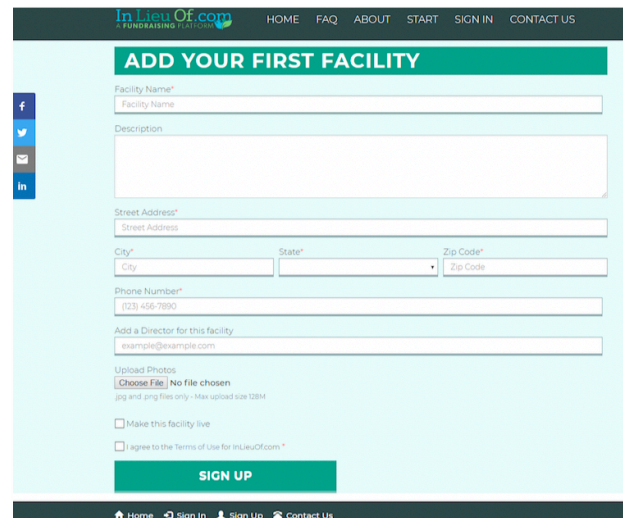 In Lieu Of.com
A FUNDRAISING PLATFORM
HOME FAQ ABOUT START SIGN IN CONTACT US
ADD YOUR FIRST FACILITY
Facility Name*
Facility Name
Description
Street Address*
Street Address
City* State* Zip Code*
City Zip Code
Phone Number*
(123) 456-7890
Add a Director for this facility
example@example.com
Upload Photos
Choose File No file chosen
.jpg and .png files only - Max upload size 128M
Make this facility live
I agree to the Terms of Use for InLieuOf.com *
SIGN UP
Home Sign In Sign Up Contact Us
f
in